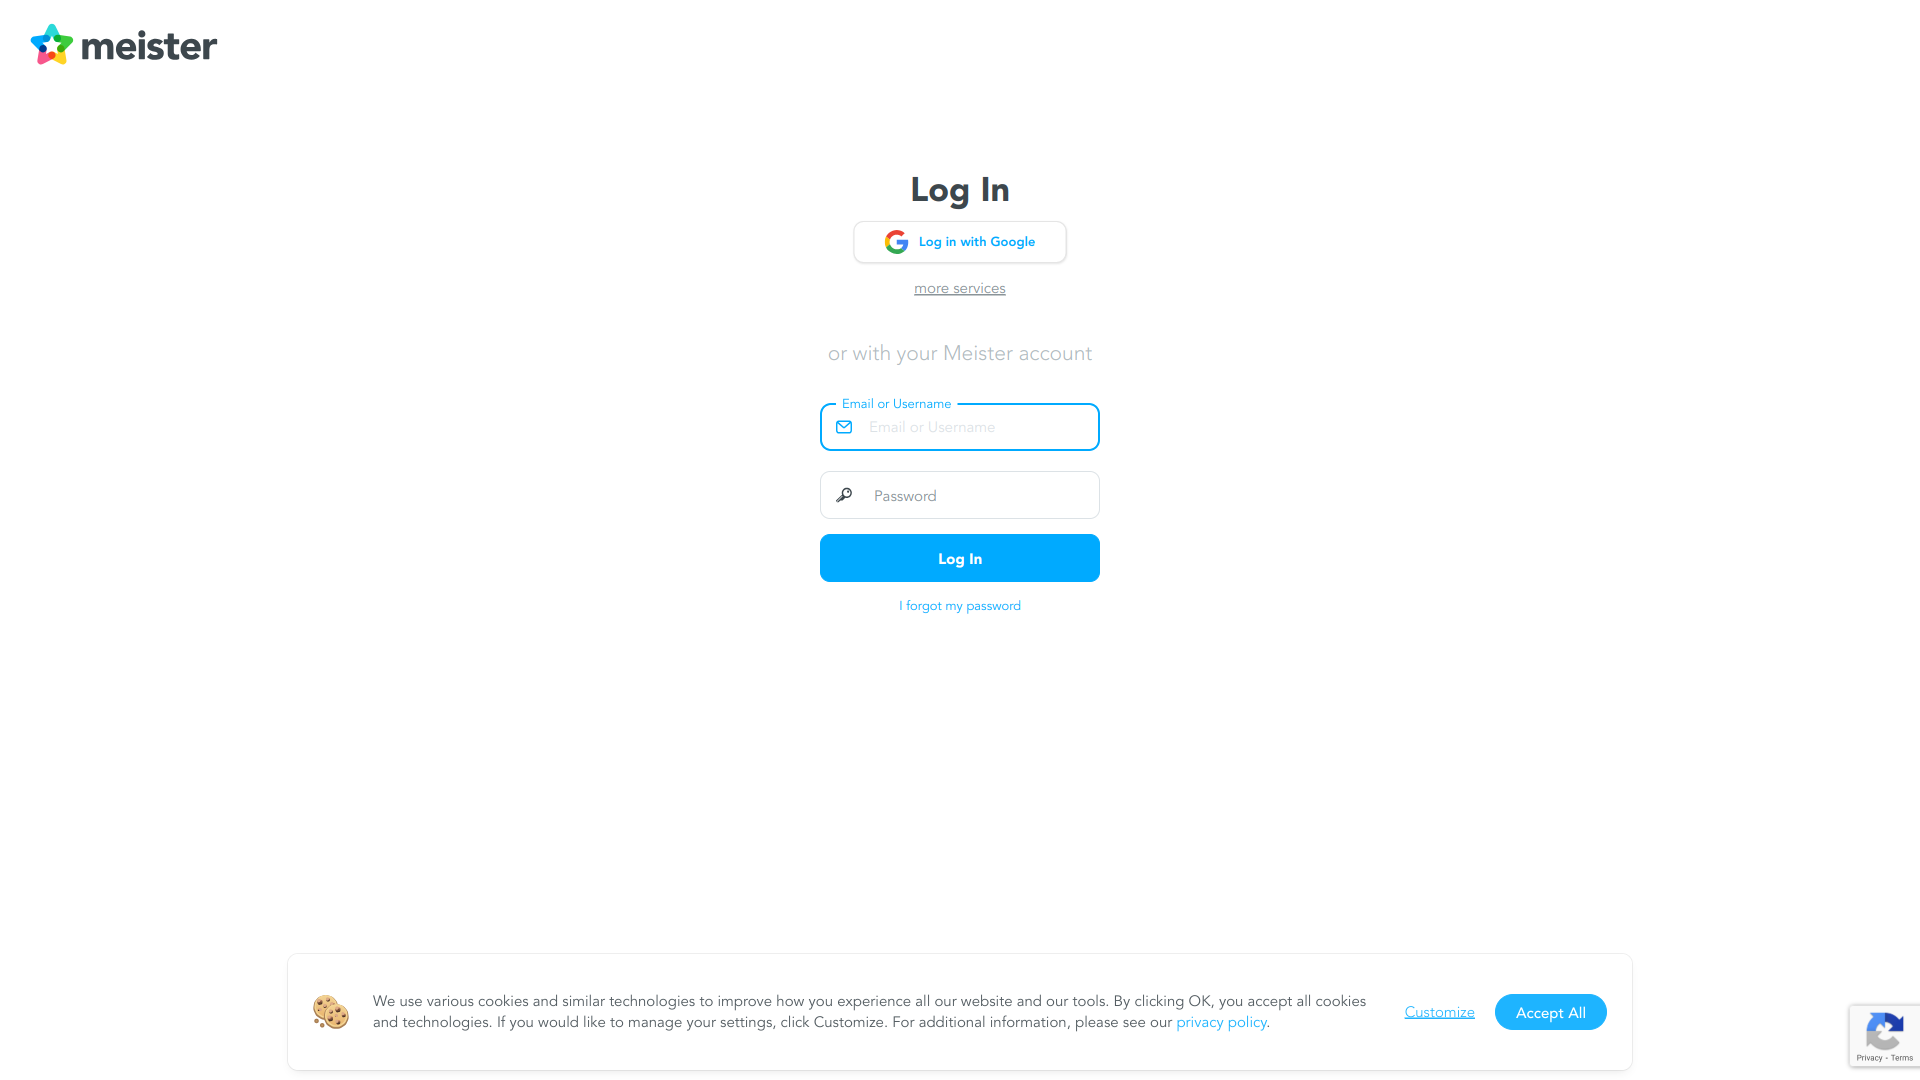 meister
Log In
Log in with Google
more services
or with your Meister account
Email or Username
Email or Username
Password
Log In
I forgot my password
We use various cookies and similar technologies to improve how you experience all our website and our tools. By clicking OK, you accept all cookies
and technologies. If you would like to manage your settings, click Customize. For additional information, please see our privacy policy.
Customize
Accept All
Privacy - Terms